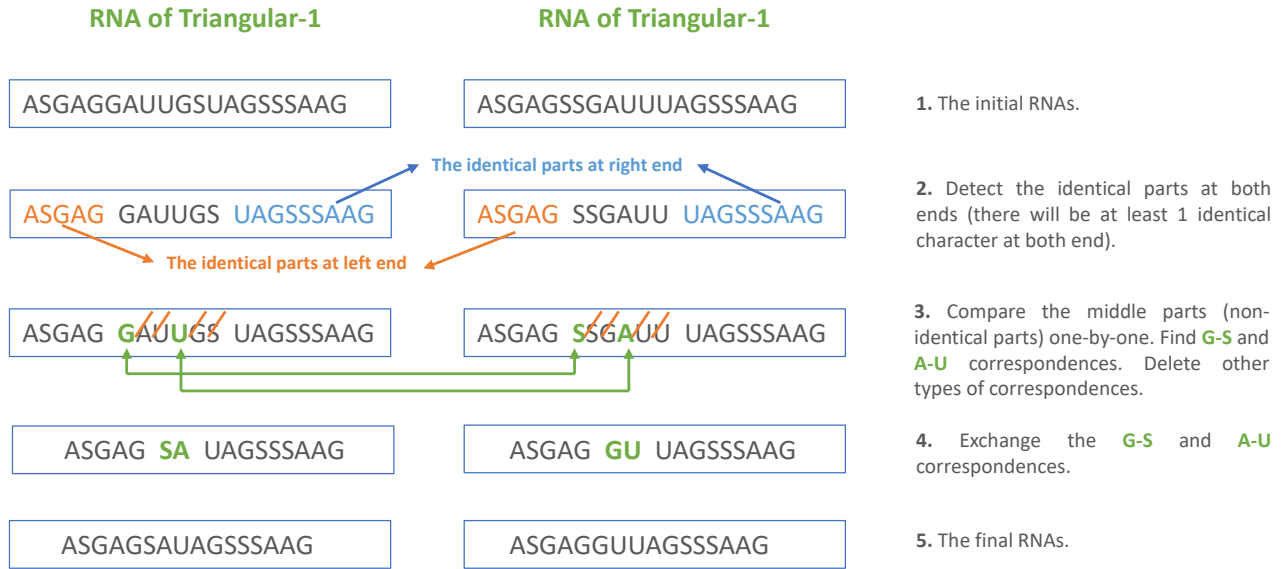 RNA of Triangular-1 RNA of Triangular-1
ASGAGGAUUGSUAGSSSAAG ASGAGSSGAUUUAGSSSAAG
1. The initial RNAs.
The identical parts at right end
ASGAG GAUUGS UAGSSSAAG ASGAG SSGAUU UAGSSSAAG
2. Detect the identical parts at both
ends (there will be at least 1 identical
character at both end).
The identical parts at left end
ASGAG GAUUGS UAGSSSAAG ASGAG SSGAUU UAGSSSAAG
3. Compare the middle parts (non-
identical parts) one-by-one. Find G-S and
A-U correspondences. Delete other
types of correspondences.
ASGAG SA UAGSSSAAG ASGAG GU UAGSSSAAG
4. Exchange the G-S and A-U
correspondences.
ASGAGSAUAGSSSAAG ASGAGGUUAGSSSAAG
5. The final RNAs.